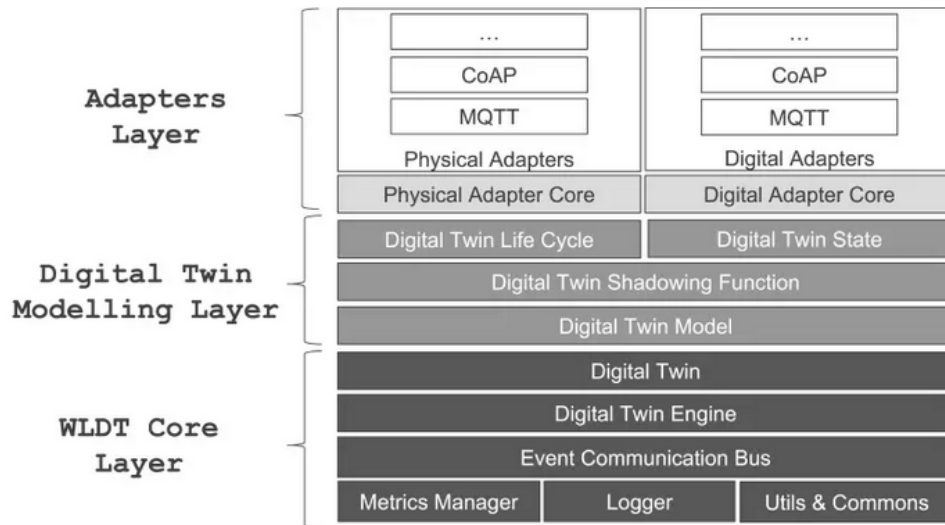 Adapters
Layer
…
CoAP
MQTT
Physical Adapters
Physical Adapter Core
…
CoAP
MQTT
Digital Adapters
Digital Adapter Core
Digital Twin
Modelling Layer
Digital Twin Life Cycle
Digital Twin State
Digital Twin Shadowing Function
Digital Twin Model
WLDT Core
Layer
Digital Twin
Digital Twin Engine
Event Communication Bus
Metrics Manager
Logger
Utils & Commons